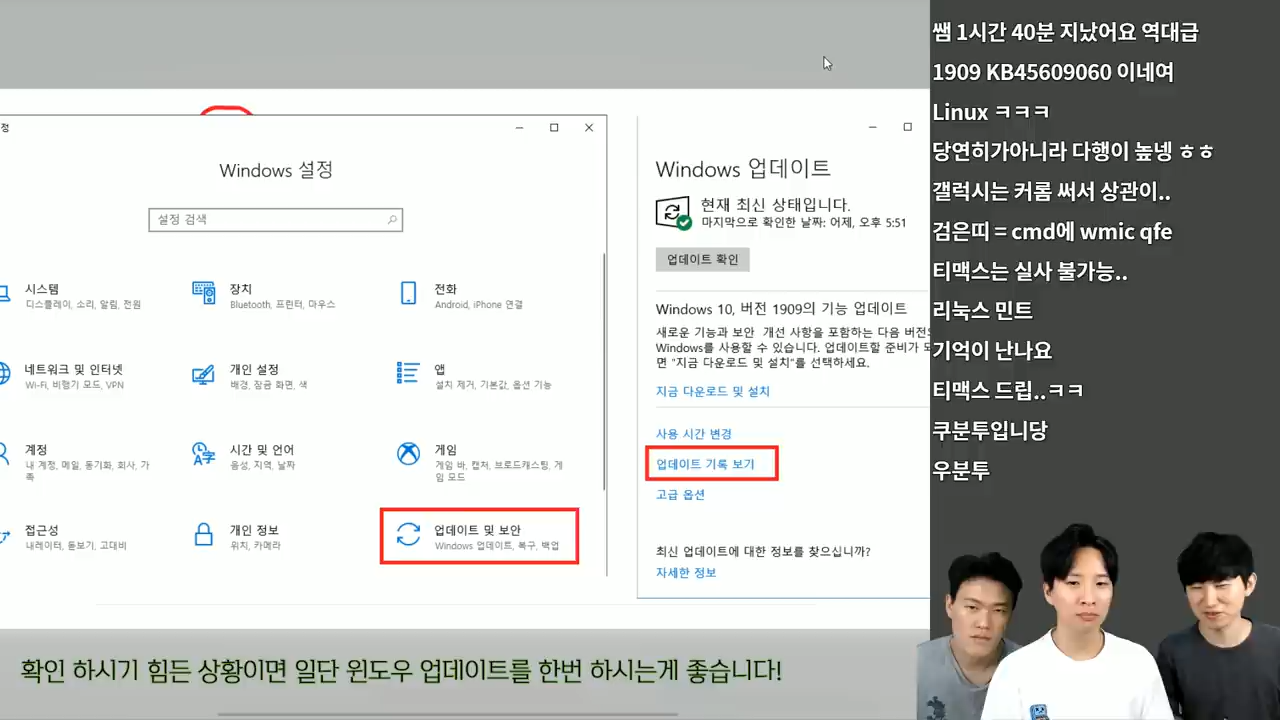 정
Windows 설정
설정 검색
시스템
디스플레이, 소리, 알림, 전원
장치
Bluetooth, 프린터, 마우스
전화
Android, iPhone 연결
네트워크 및 인터넷
Wi-Fi, 비행기 모드, VPN
개인 설정
배경, 잠금 화면, 색
앱
설치 제거, 기본값, 옵션 기능
계정
내 계정, 메일, 동기화, 회사, 가
족
시간 및 언어
음성, 지역, 날짜
게임
게임 바, 캡처, 브로드캐스팅, 게
임 모드
접근성
내레이터, 돋보기, 고대비
개인 정보
위치, 카메라
업데이트 및 보안
Windows 업데이트, 복구, 백업
Windows 업데이트
현재 최신 상태입니다.
마지막으로 확인한 날짜: 어제, 오후 5:51
업데이트 확인
Windows 10, 버전 1909의 기능 업데이트
새로운 기능과 보안 개선 사항을 포함하는 다음 버전으
Windows를 사용할 수 있습니다. 업데이트할 준비가 되
면 "지금 다운로드 및 설치"를 선택하세요.
지금 다운로드 및 설치
사용 시간 변경
업데이트 기록 보기
고급 옵션
최신 업데이트에 대한 정보를 찾으십니까?
자세한 정보
확인 하시기 힘든 상황이면 일단 윈도우 업데이트를 한번 하시는게 좋습니다!
쌤 1시간 40분 지났어요 역대급
1909 KB45609060 이네여
Linux ㅋㅋㅋ
당연히가아니라 다행이 높넹 ㅎㅎ
갤럭시는 커롬 써서 상관이..
검은띠 = cmd에 wmic qfe
티맥스는 실사 불가능..
리눅스 민트
기억이 난나요
티맥스 드립..ㅋㅋ
쿠분투입니당
우분투